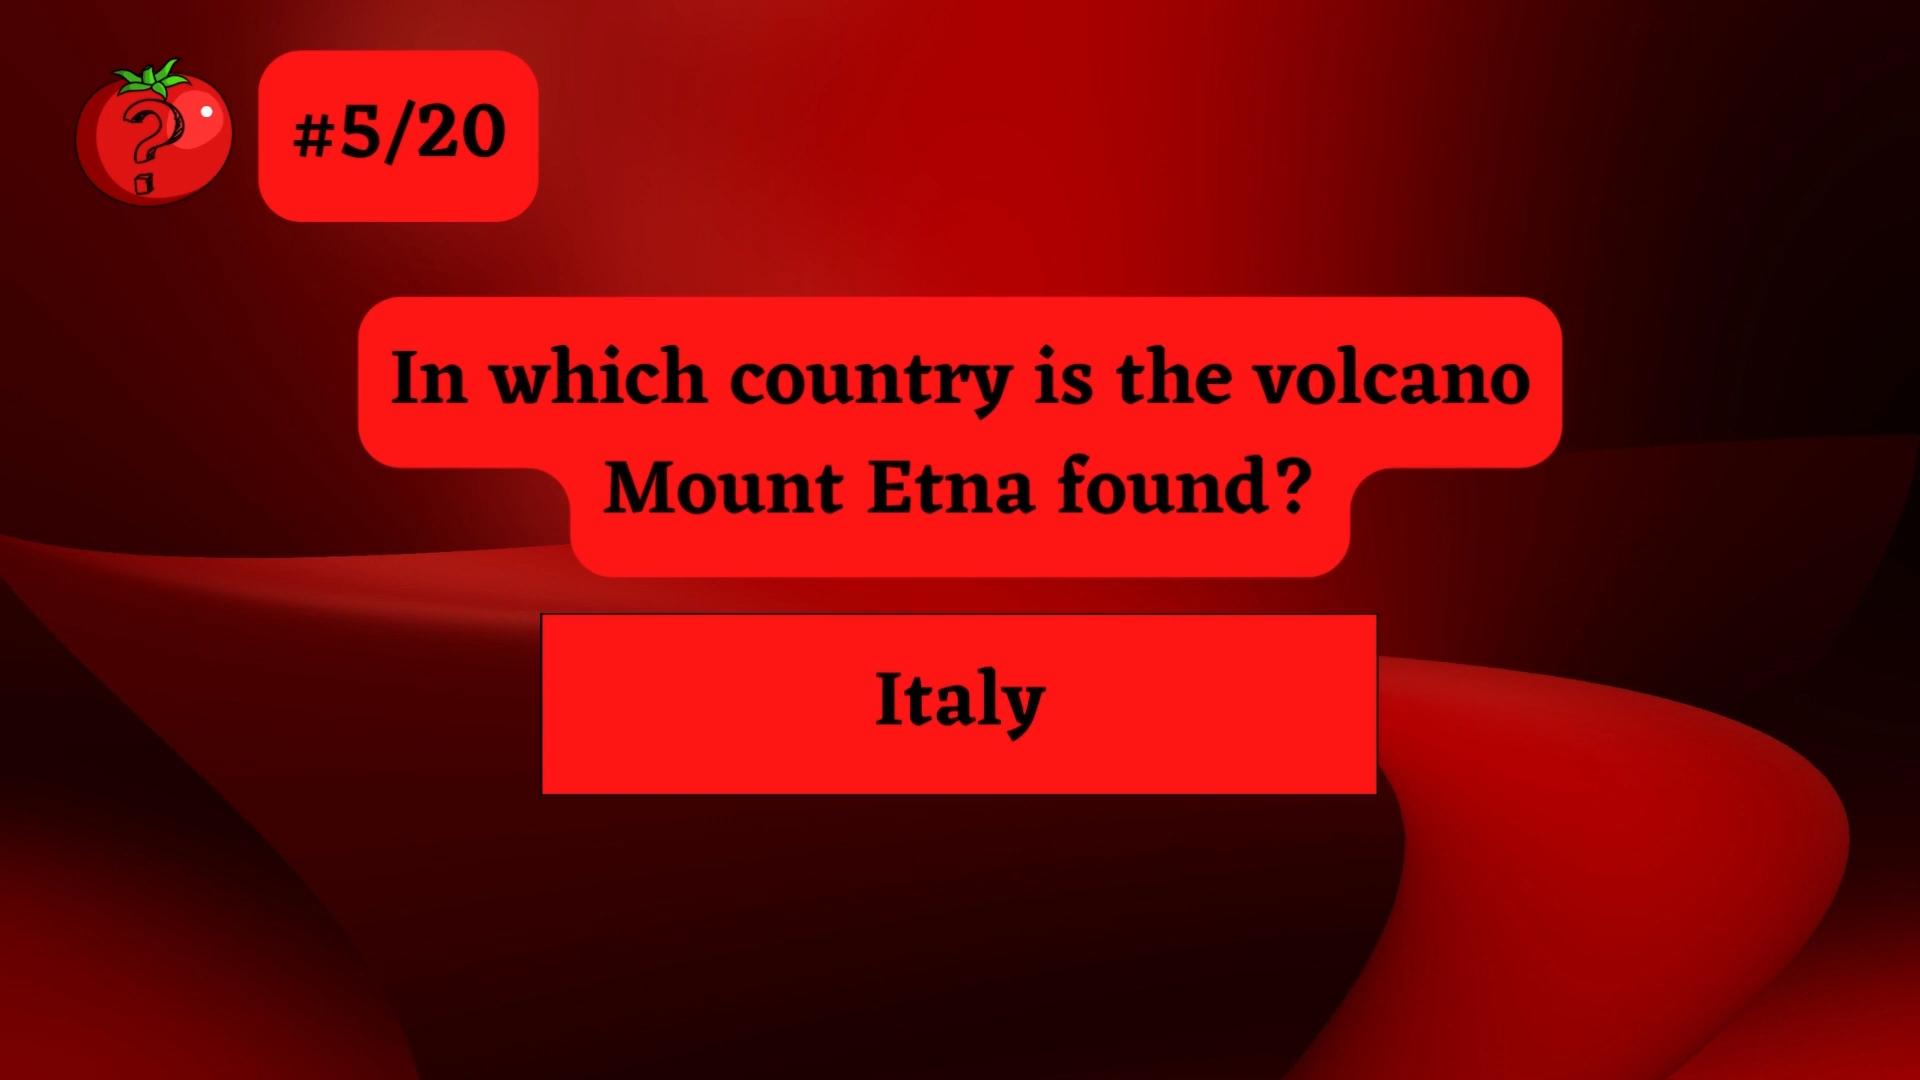 ?
#5/20
In which country is the volcano
Mount Etna found?
Italy